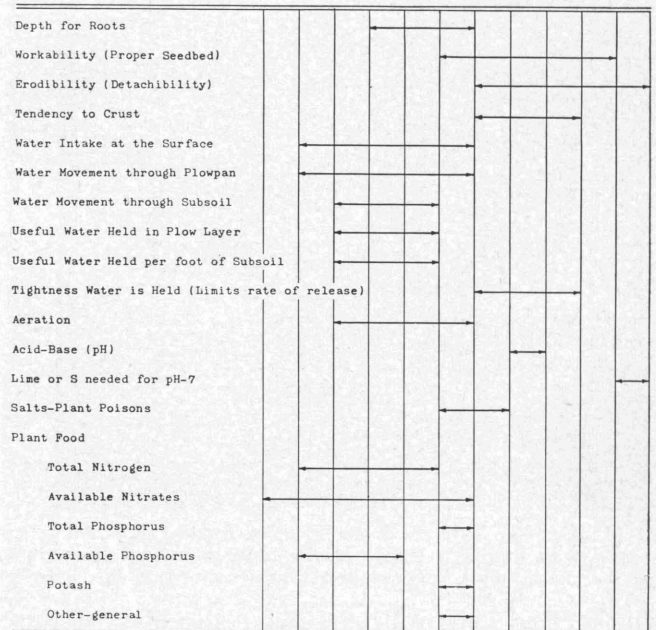 Depth for Roots
Workability (Proper Seedbed)
Erodibility (Detachibility)
Tendency to Crust
Water Intake at the Surface
Water Movement through Plowpan
Water Movement through Subsoil
Useful Water Held in Plow Layer
Useful Water Held per foot of Subsoil
Tightness Water is Held (Limits rate of release)
Aeration
Acid-Base (pH)
Lime or S needed for pH-7
Salts-Plant Poisons
Plant Food
Total Nitrogen
Available Nitrates
Total Phosphorus
Available Phosphorus
Potash
Other-general